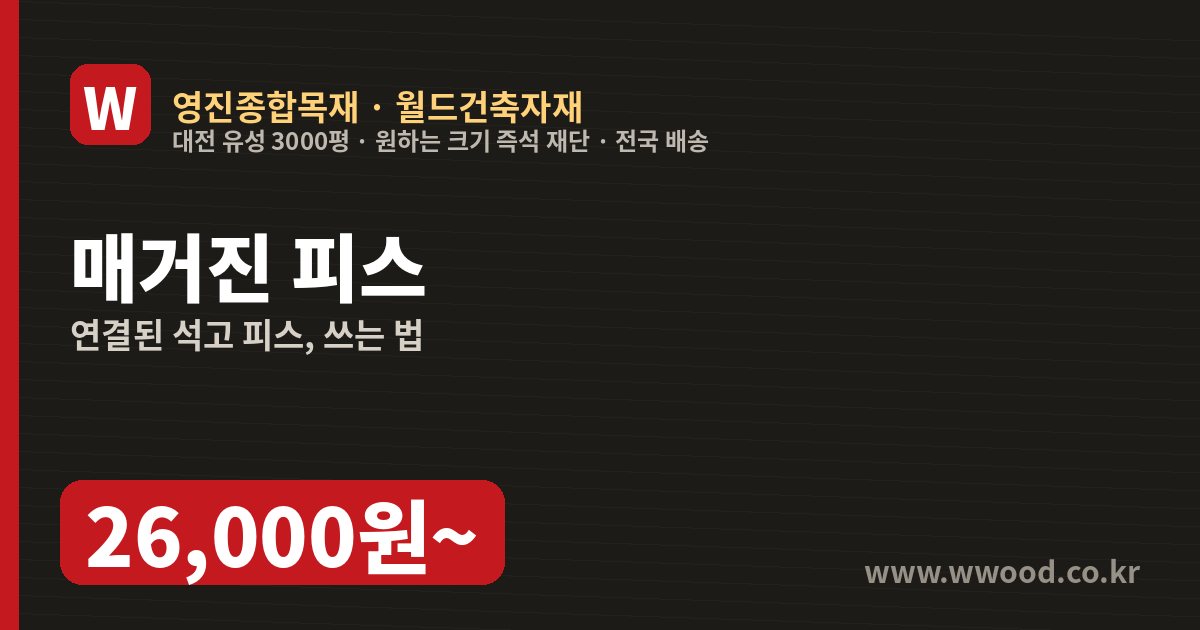 W
영진종합목재 · 월드건축자재
대전 유성 3000평 · 원하는 크기 즉석 재단 · 전국 배송
매거진 피스
연결된 석고 피스, 쓰는 법
26,000원~
www.wwood.co.kr